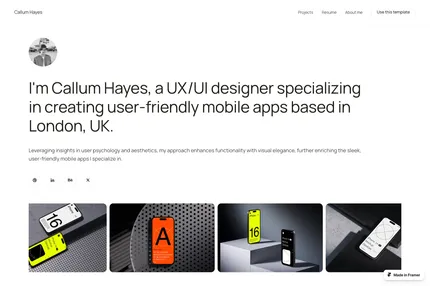 Callum Hayes
Projects
Resume
About me
Use this template
I'm Callum Hayes, a UX/UI designer specializing
in creating user-friendly mobile apps based in
London, UK.
Leveraging insights in user psychology and aesthetics, my approach enhances functionality with visual elegance, further enriching the sleek,
user-friendly mobile apps I specialize in.
in
Bē
X
16
A
16
Made in Framer